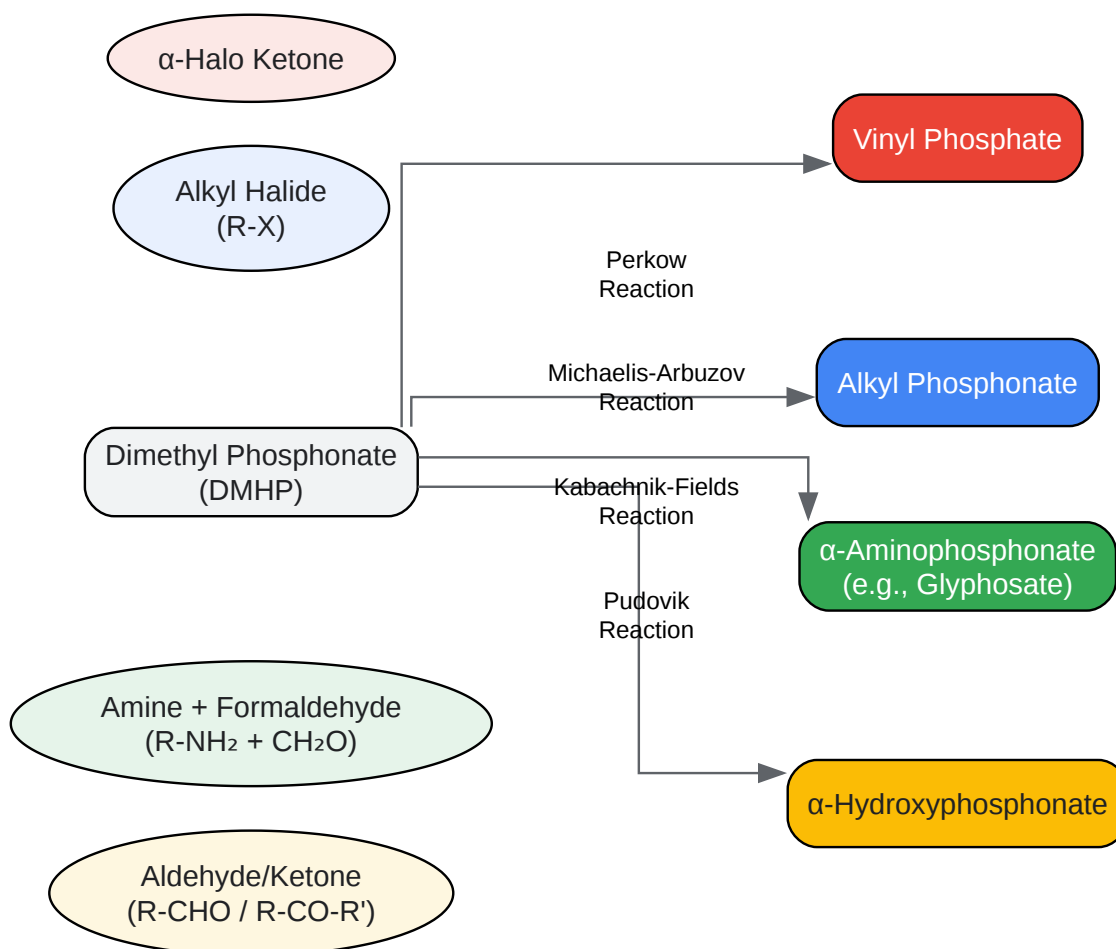 α-Halo Ketone
Alkyl Halide
(R-X)
Vinyl Phosphate
Perkow
Reaction
Michaelis-Arbuzov
Reaction
Alkyl Phosphonate
Dimethyl Phosphonate
(DMHP)
Kabachnik-Fields
Reaction
α-Aminophosphonate
(e.g., Glyphosate)
Pudovik
Reaction
Amine + Formaldehyde
(R-NH₂ + CH₂O)
α-Hydroxyphosphonate
Aldehyde/Ketone
(R-CHO / R-CO-R')